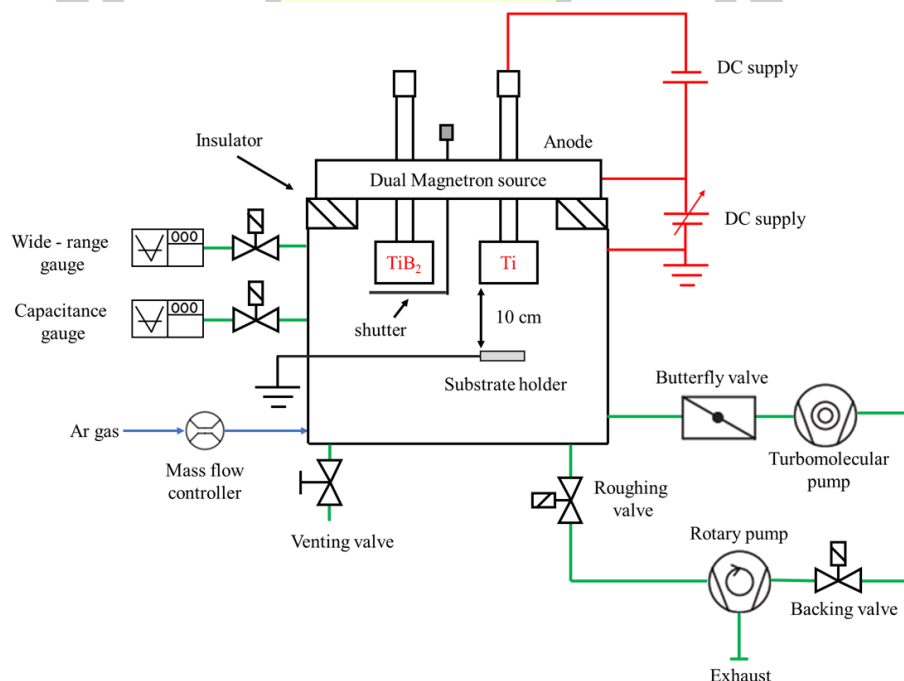 DC supply
Insulator
Anode
Dual Magnetron source
DC supply
Wide - range
gauge
000
TiB₂
Ti
Capacitance
gauge
000
shutter
10 cm
Substrate holder
Butterfly valve
Ar gas
Mass flow
controller
Turbomolecular
pump
Roughing
valve
Venting valve
Rotary pump
Backing valve
Exhaust